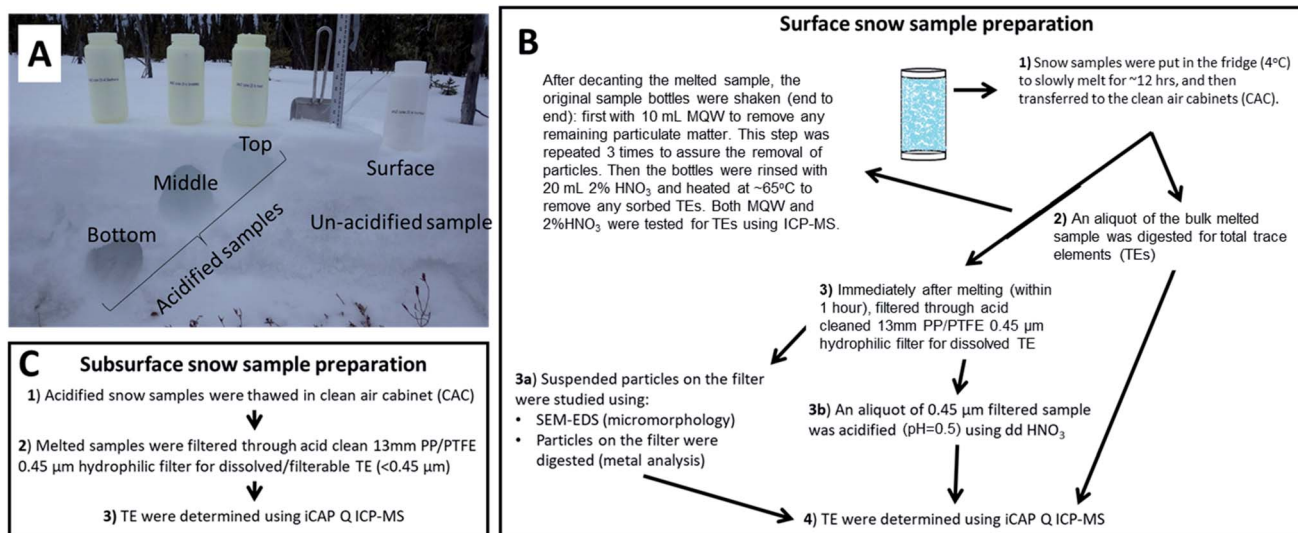 A
Top
Middle
Surface
Bottom
Acidified samples
Un-acidified sample
B
Surface snow sample preparation
After decanting the melted sample, the
original sample bottles were shaken (end to
end): first with 10 mL MQW to remove any
remaining particulate matter. This step was
repeated 3 times to assure the removal of
particles. Then the bottles were rinsed with
20 mL 2% HNO₃ and heated at ~65ºC to
remove any sorbed TEs. Both MQW and
2%HNO₃ were tested for TEs using ICP-MS.
1) Snow samples were put in the fridge (4ºC)
to slowly melt for ~12 hrs, and then
transferred to the clean air cabinets (CAC).
2) An aliquot of the bulk melted
sample was digested for total trace
elements (TEs)
3) Immediately after melting (within
1 hour), filtered through acid
cleaned 13mm PP/PTFE 0.45 µm
hydrophilic filter for dissolved TE
3a) Suspended particles on the filter
were studied using:
• SEM-EDS (micromorphology)
• Particles on the filter were
digested (metal analysis)
3b) An aliquot of 0.45 µm filtered sample
was acidified (pH=0.5) using dd HNO₃
4) TE were determined using iCAP Q ICP-MS
C
Subsurface snow sample preparation
1) Acidified snow samples were thawed in clean air cabinet (CAC)
2) Melted samples were filtered through acid clean 13mm PP/PTFE
0.45 µm hydrophilic filter for dissolved/filterable TE (<0.45 µm)
3) TE were determined using iCAP Q ICP-MS